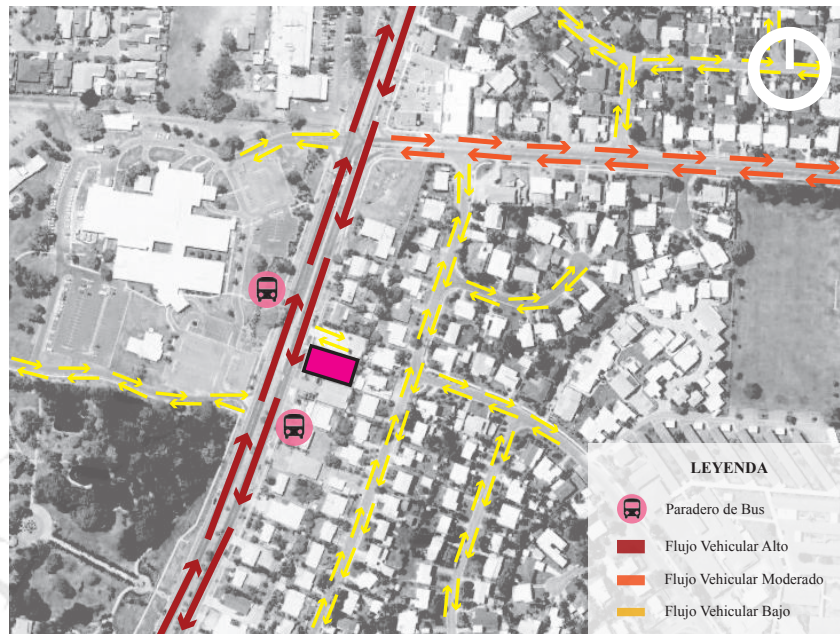 LEYENDA
Paradero de Bus
Flujo Vehicular Alto
Flujo Vehicular Moderado
Flujo Vehicular Bajo